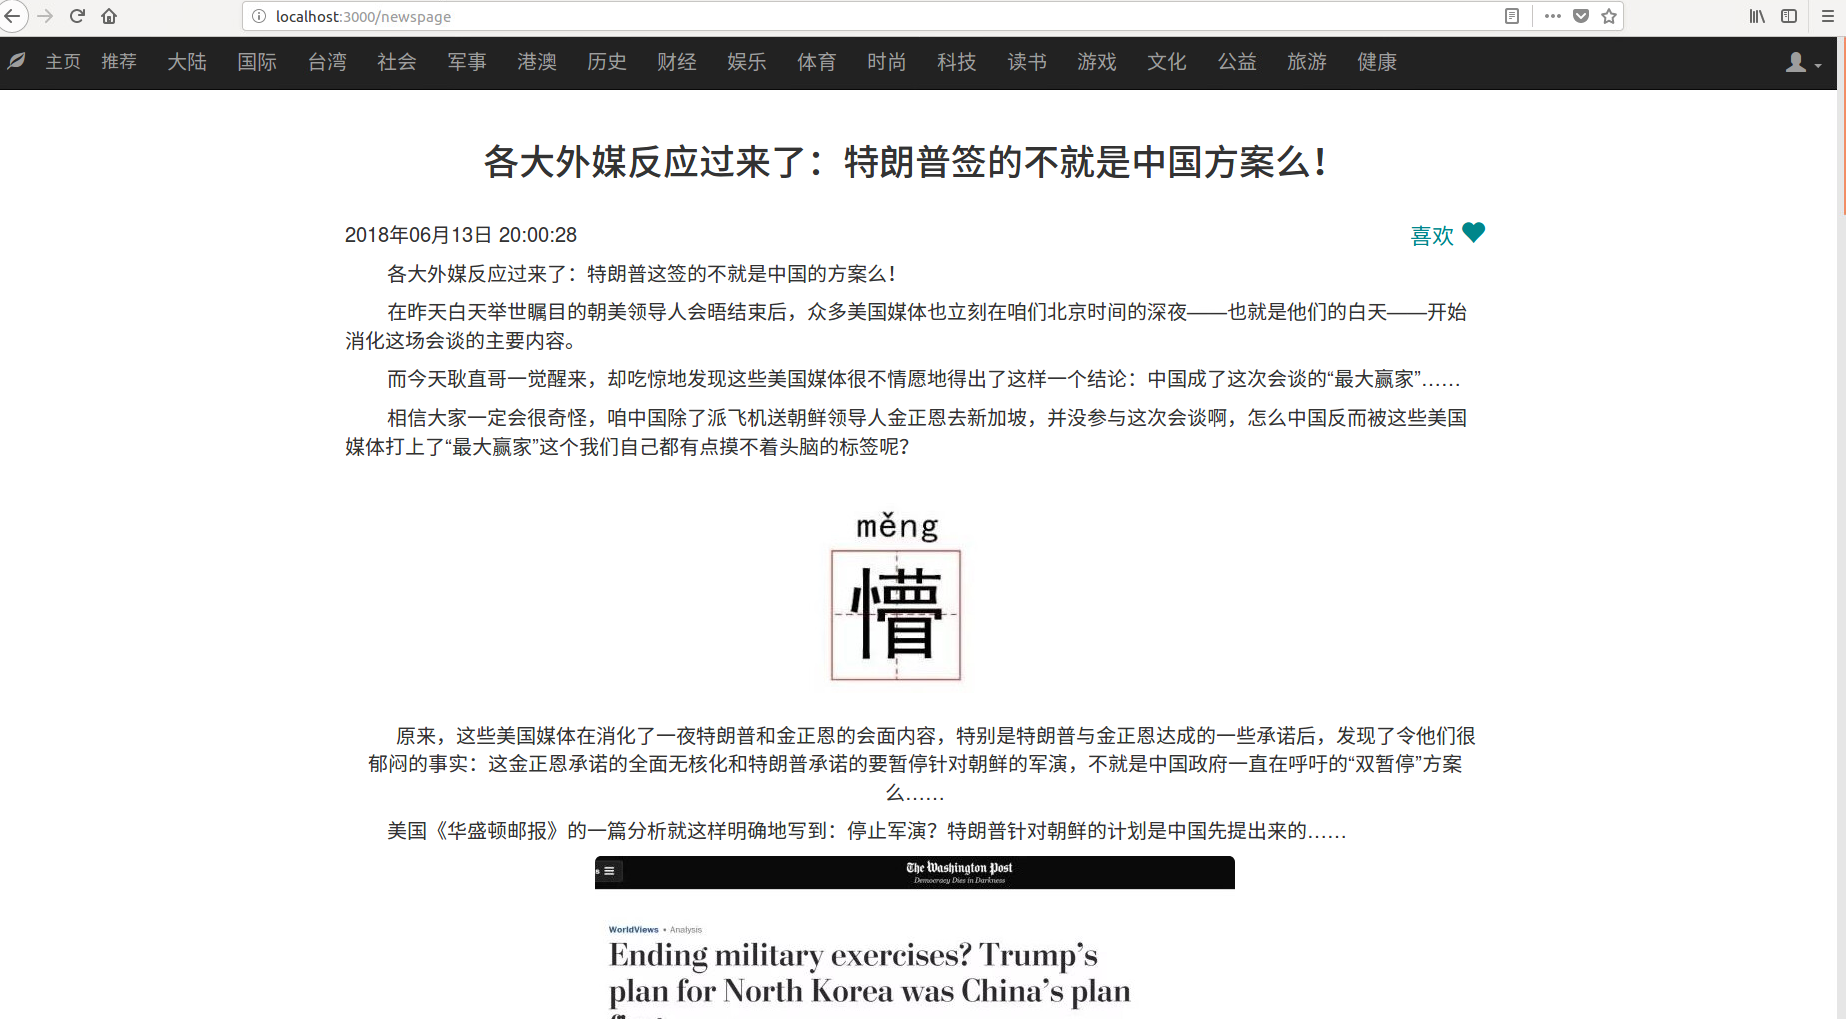 localhost:3000/newspage
主页 推荐 大陆 国际 台湾 社会 军事 港澳 历史 财经 娱乐 体育 时尚 科技 读书 游戏 文化 公益 旅游 健康
各大外媒反应过来了：特朗普签的不就是中国方案么！
2018年06月13日 20:00:28
喜欢
各大外媒反应过来了：特朗普这签的不就是中国的方案么！
在昨天白天举世瞩目的朝美领导人会晤结束后，众多美国媒体也立刻在咱们北京时间的深夜——也就是他们的白天——开始
消化这场会谈的主要内容。
而今天耿直哥一觉醒来，却吃惊地发现这些美国媒体很不情愿地得出了这样一个结论：中国成了这次会谈的“最大赢家”……
相信大家一定会很奇怪，咱中国除了派飞机送朝鲜领导人金正恩去新加坡，并没参与这次会谈啊，怎么中国反而被这些美国
媒体打上了“最大赢家”这个我们自己都有点摸不着头脑的标签呢？
měng
懵
原来，这些美国媒体在消化了一夜特朗普和金正恩的会面内容，特别是特朗普与金正恩达成的一些承诺后，发现了令他们很
郁闷的事实：这金正恩承诺的全面无核化和特朗普承诺的要暂停针对朝鲜的军演，不就是中国政府一直在呼吁的“双暂停”方案
么……
美国《华盛顿邮报》的一篇分析就这样明确地写到：停止军演？特朗普针对朝鲜的计划是中国先提出来的……
s
The Washington Post
Democracy Dies in Darkness
WorldViews • Analysis
Ending military exercises? Trump’s
plan for North Korea was China’s plan